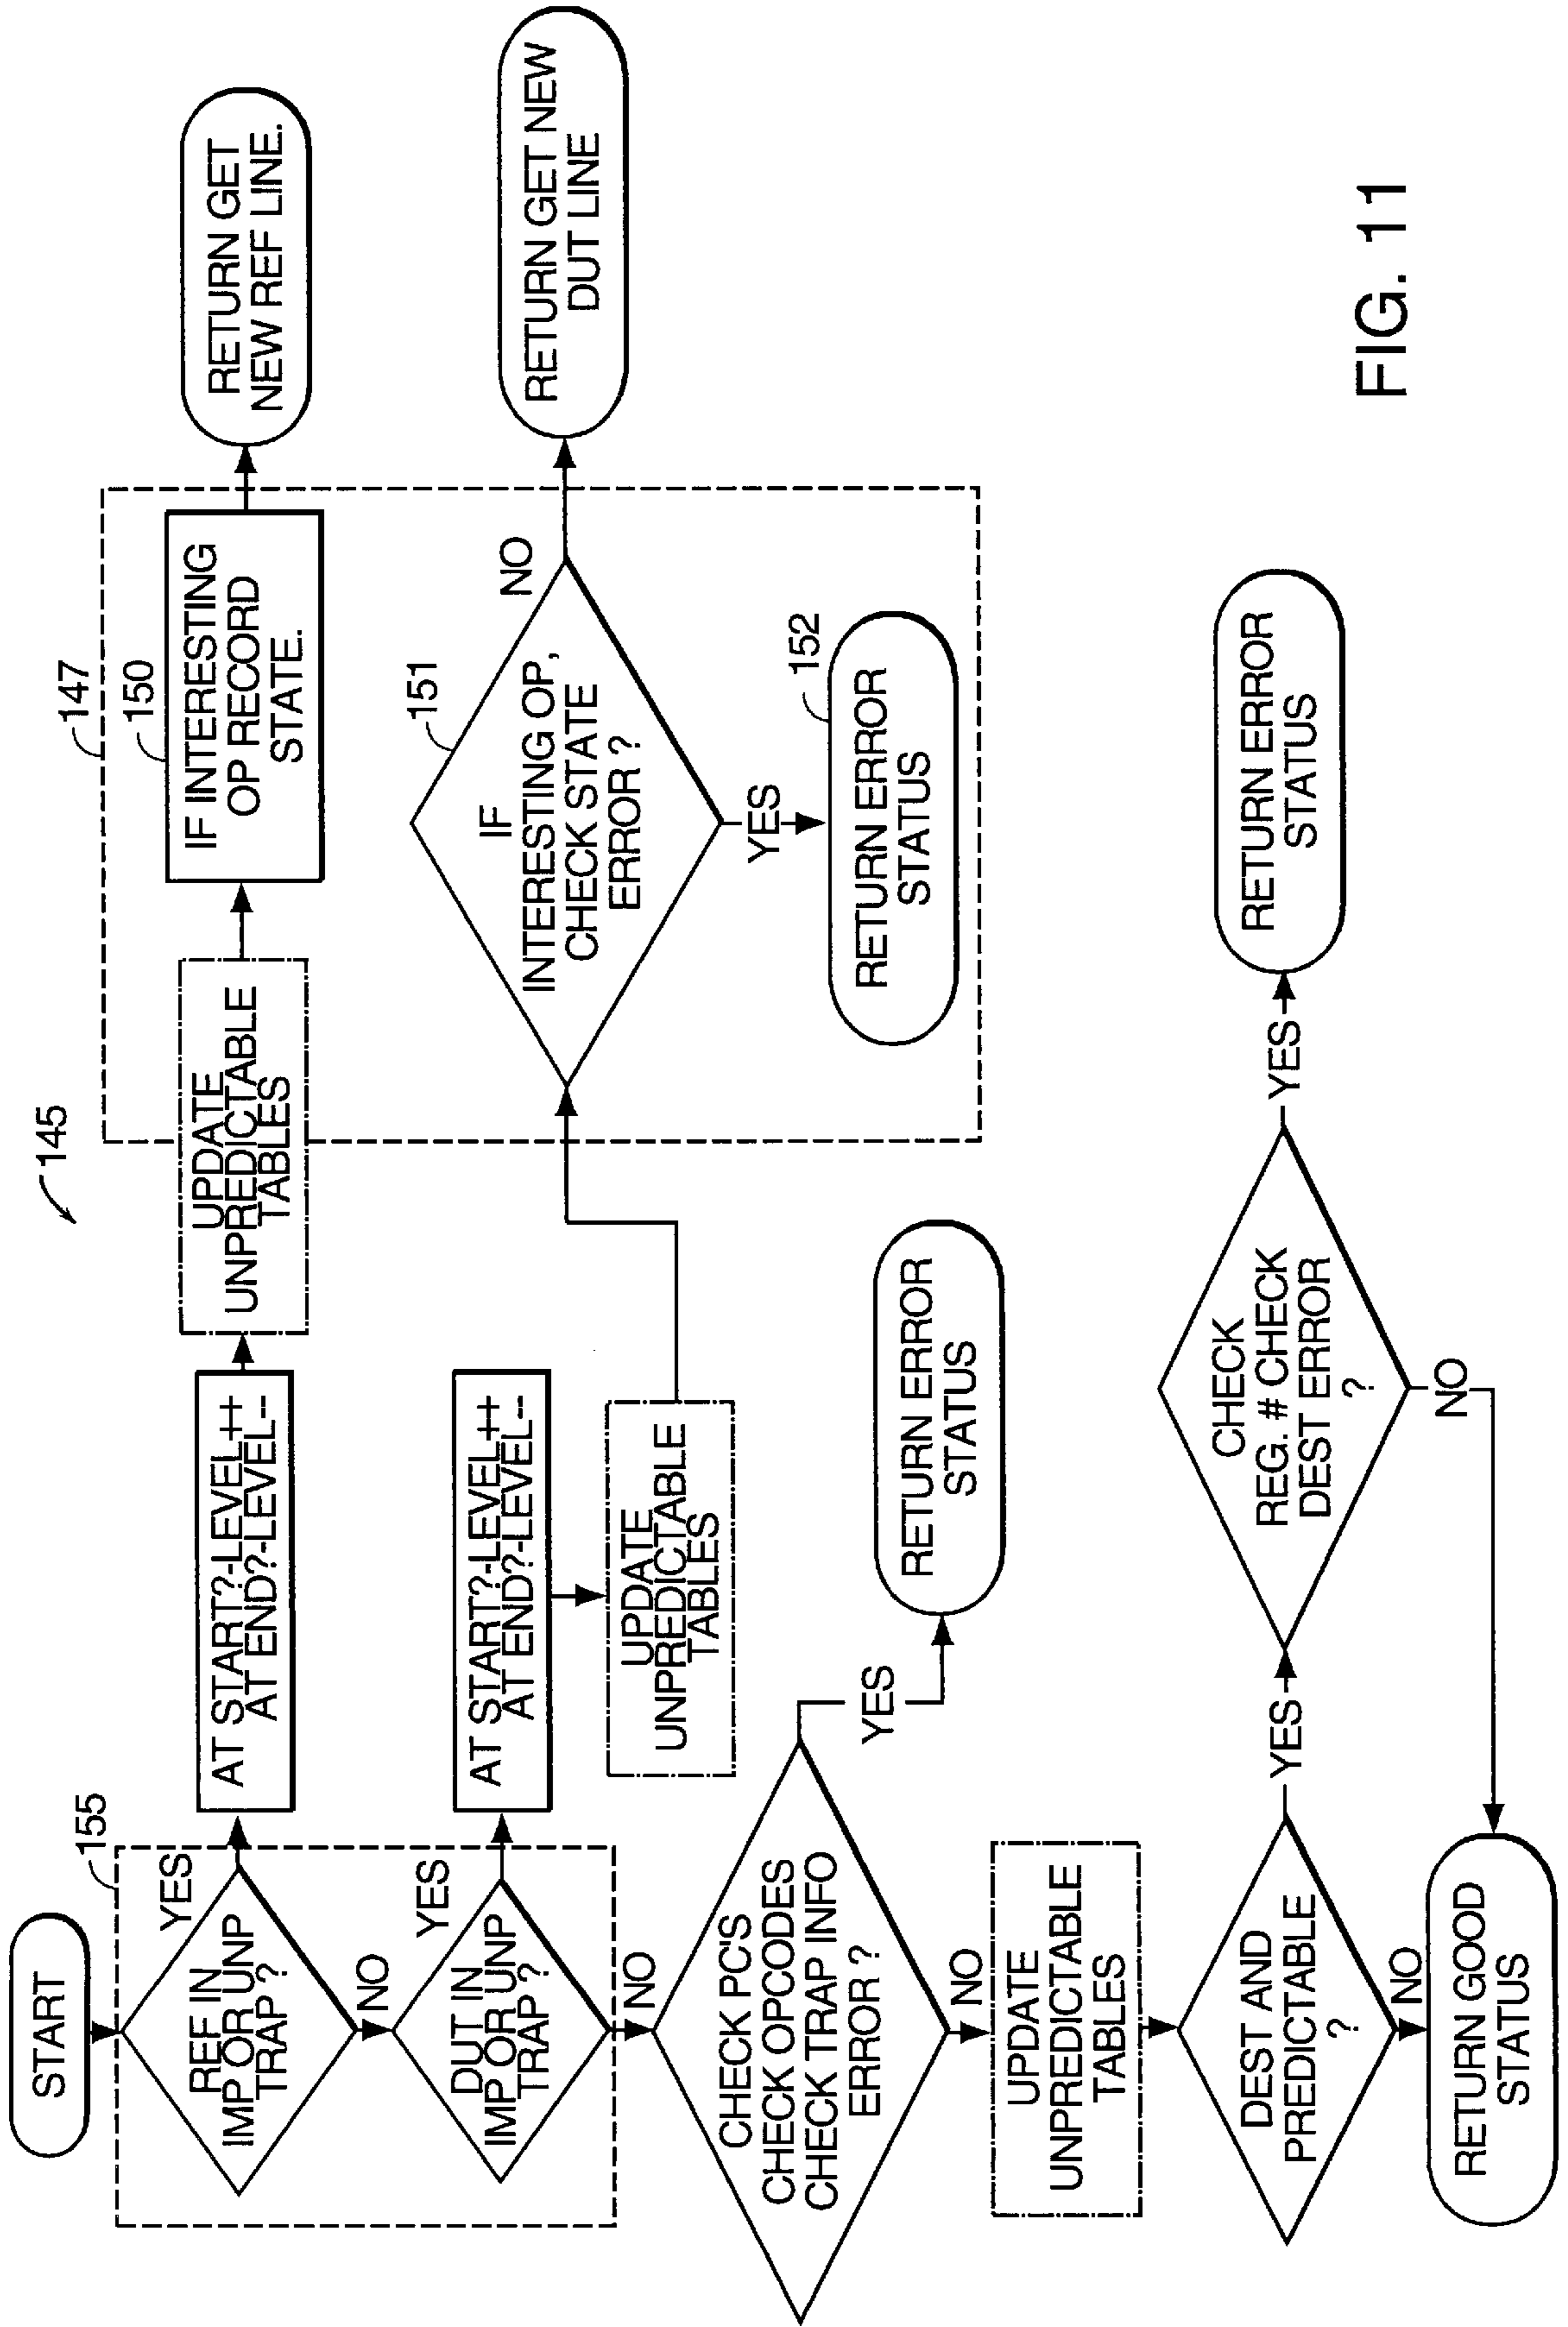 145
START
155
REF IN
IMP OR UNP
TRAP ?
YES
NO
AT START?-LEVEL++
AT END?-LEVEL--
UPDATE
UNPREDICTABLE
TABLES
147
150
IF INTERESTING
OP RECORD
STATE.
RETURN GET
NEW REF LINE.
DUT IN
IMP OR UNP
TRAP ?
YES
NO
AT START?-LEVEL++
AT END?-LEVEL--
UPDATE
UNPREDICTABLE
TABLES
151
IF
INTERESTING OP,
CHECK STATE
ERROR ?
NO
YES
RETURN GET NEW
DUT LINE
152
RETURN ERROR
STATUS
CHECK PC'S
CHECK OPCODES
CHECK TRAP INFO
ERROR ?
YES
NO
RETURN ERROR
STATUS
UPDATE
UNPREDICTABLE
TABLES
DEST AND
PREDICTABLE
?
YES
NO
CHECK
REG. # CHECK
DEST ERROR
?
YES
NO
RETURN ERROR
STATUS
RETURN GOOD
STATUS
FIG. 11